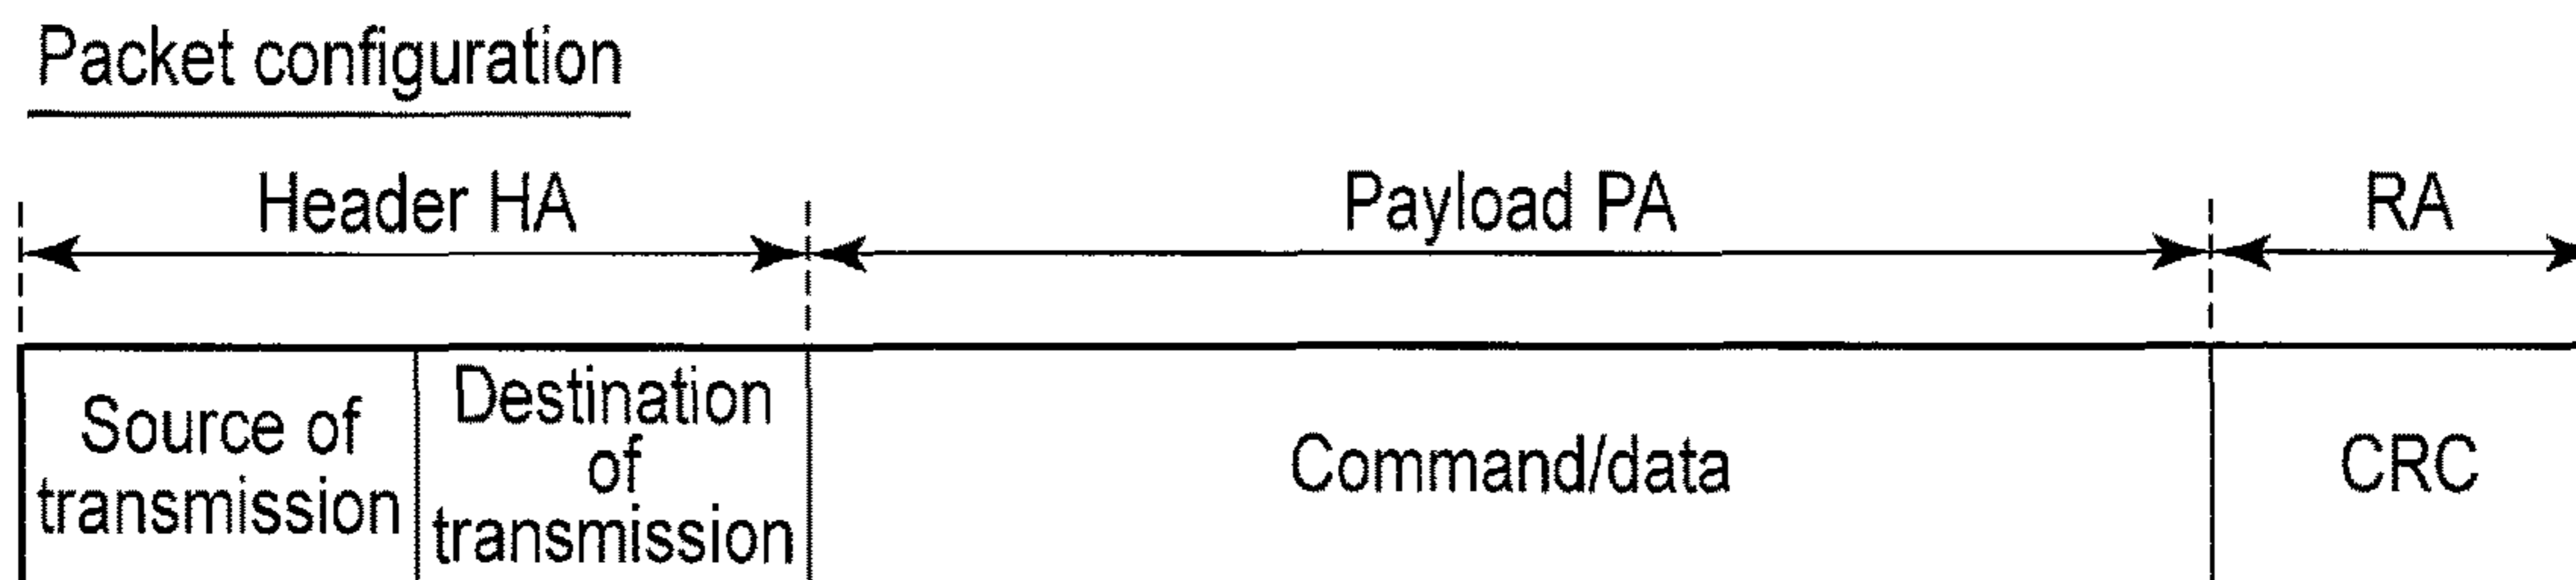 Packet configuration
Header HA
Payload PA
RA
Source of
transmission
Destination
of
transmission
Command/data
CRC